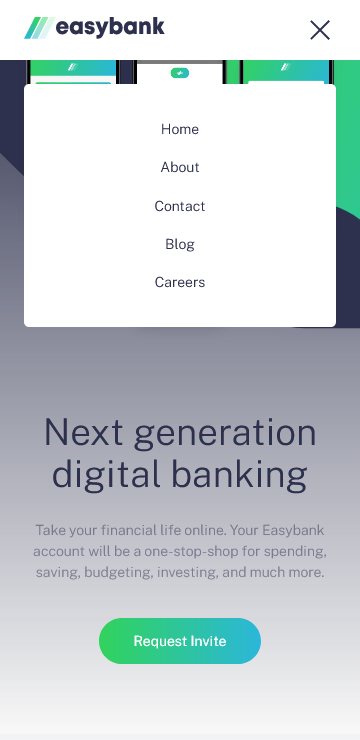 easybank
Home
About
Contact
Blog
Careers
Next generation
digital banking
Take your financial life online. Your Easybank
account will be a one-stop-shop for spending,
saving, budgeting, investing, and much more.
Request Invite